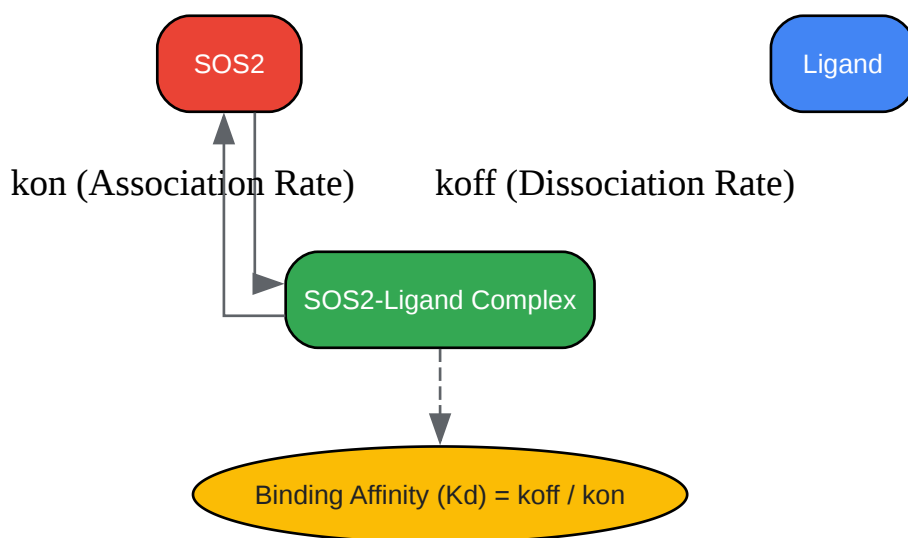 SOS2
Ligand
kon (Association Rate)
koff (Dissociation Rate)
SOS2-Ligand Complex
Binding Affinity (Kd) = koff / kon